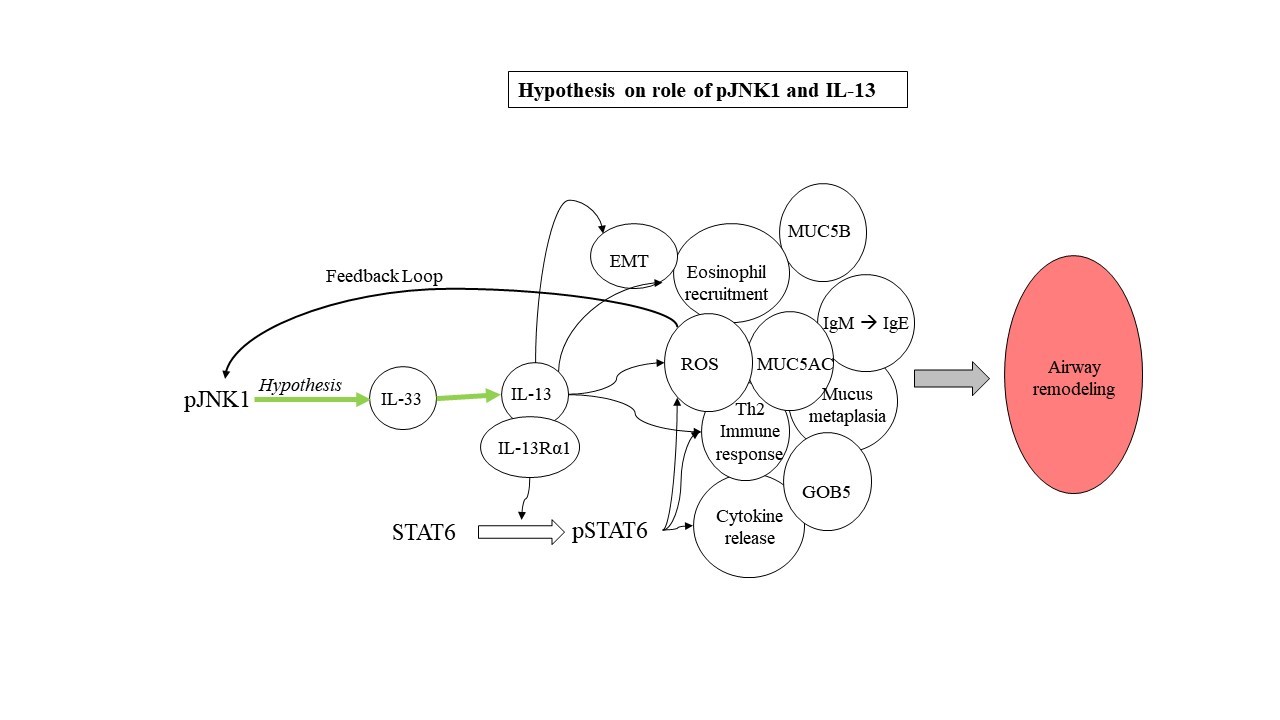 Hypothesis on role of pJNK1 and IL-13
MUC5B
EMT
Eosinophil
recruitment
Feedback Loop
IgM → IgE
ROS
MUC5AC
Airway
remodeling
Hypothesis
pJNK1
IL-33
IL-13
Mucus
metaplasia
Th2
Immune
response
IL-13Rα1
GOB5
STAT6
pSTAT6
Cytokine
release